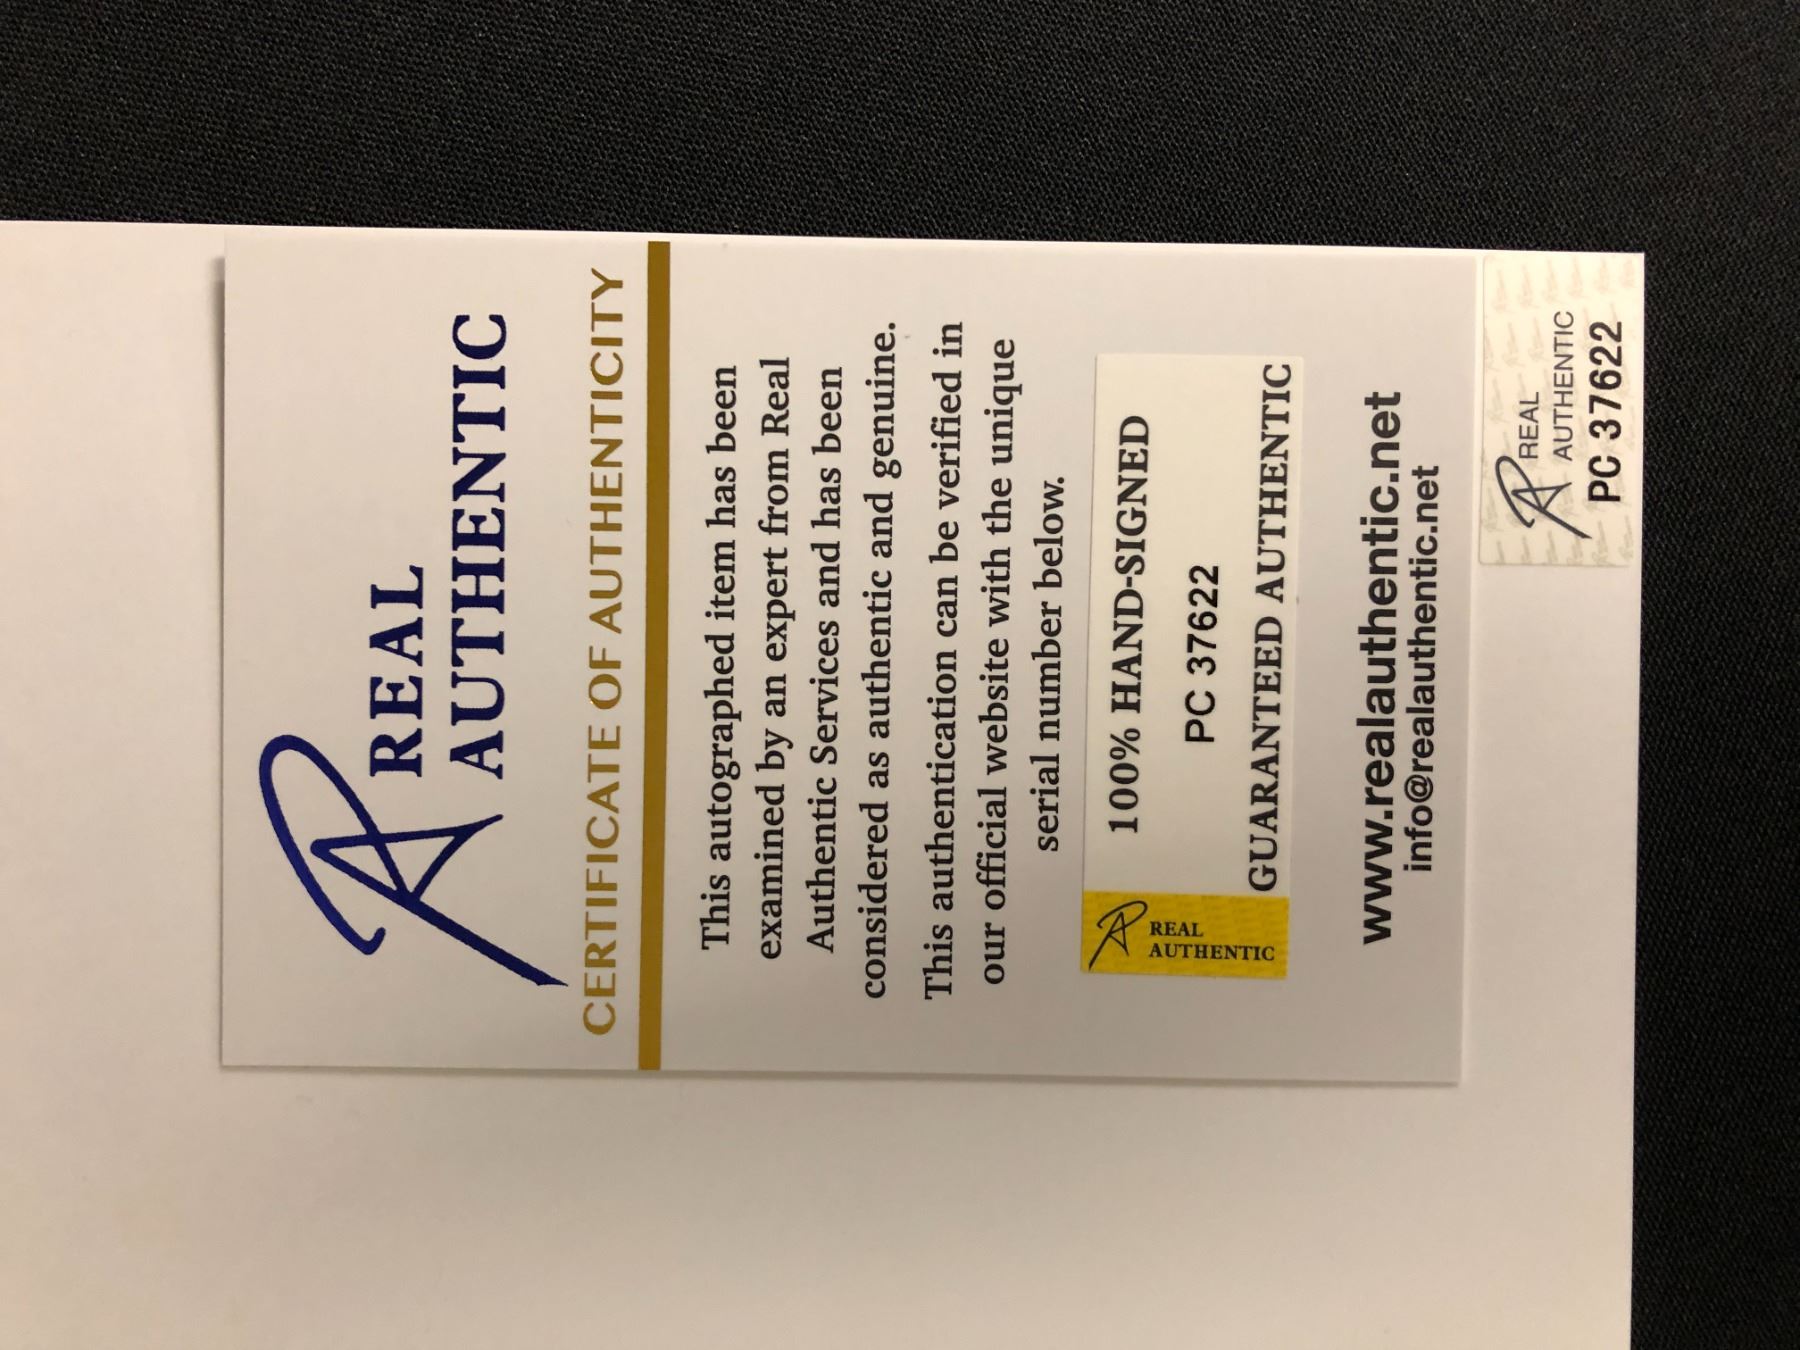 REAL
AUTHENTIC
CERTIFICATE OF AUTHENTICITY
This autographed item has been
examined by an expert from Real
Authentic Services and has been
considered as authentic and genuine.
This authentication can be verified in
our official website with the unique
serial number below.
REAL
AUTHENTIC
100% HAND-SIGNED
PC 37622
GUARANTEED AUTHENTIC
www.realauthentic.net
info@realauthentic.net
REAL
AUTHENTIC
PC 37622